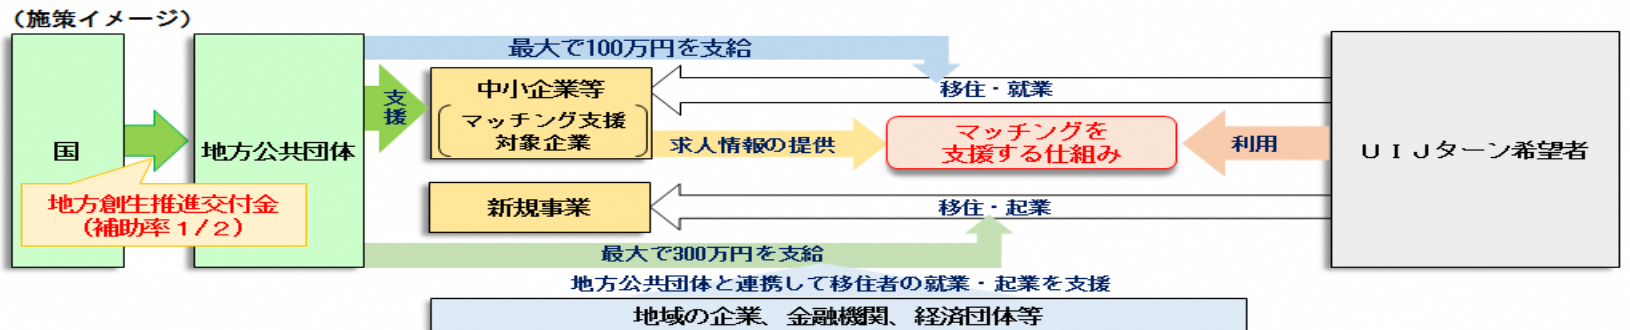 （施策イメージ）
国
地方創生推進交付金
（補助率１/２）
地方公共団体
最大で100万円を支給
支援
中小企業等
マッチング支援
対象企業
移住・就業
求人情報の提供
マッチングを
支援する仕組み
利用
ＵＩＪターン希望者
新規事業
移住・起業
最大で300万円を支給
地方公共団体と連携して移住者の就業・起業を支援
地域の企業、金融機関、経済団体等